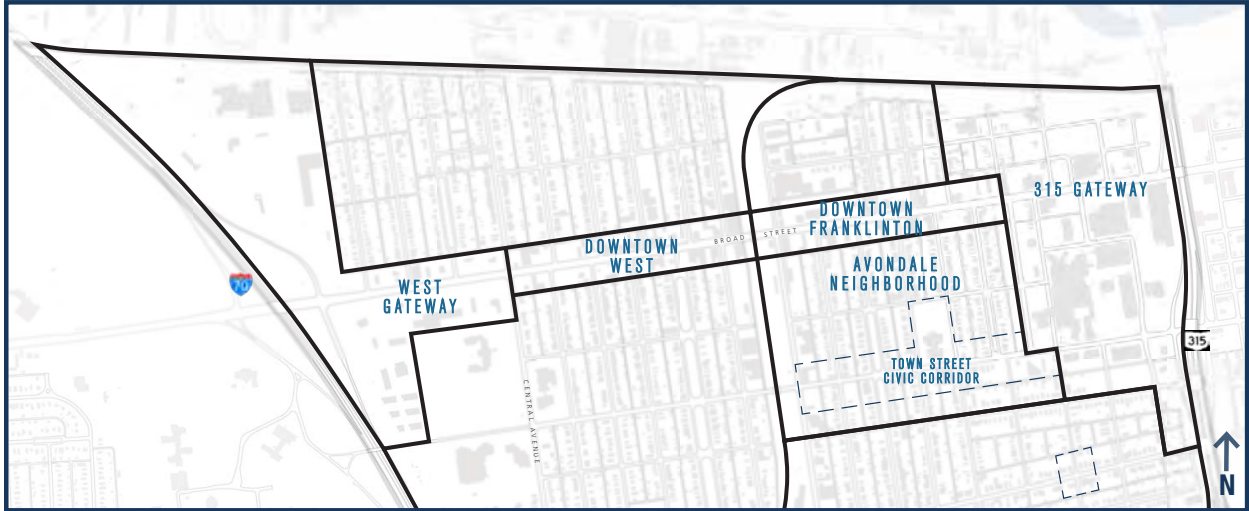 315 GATEWAY
DOWNTOWN
FRANKLINTON
BROAD STREET
DOWNTOWN
WEST
AVONDALE
NEIGHBORHOOD
70
WEST
GATEWAY
315
TOWN STREET
CIVIC CORRIDOR
CENTRAL AVENUE
N